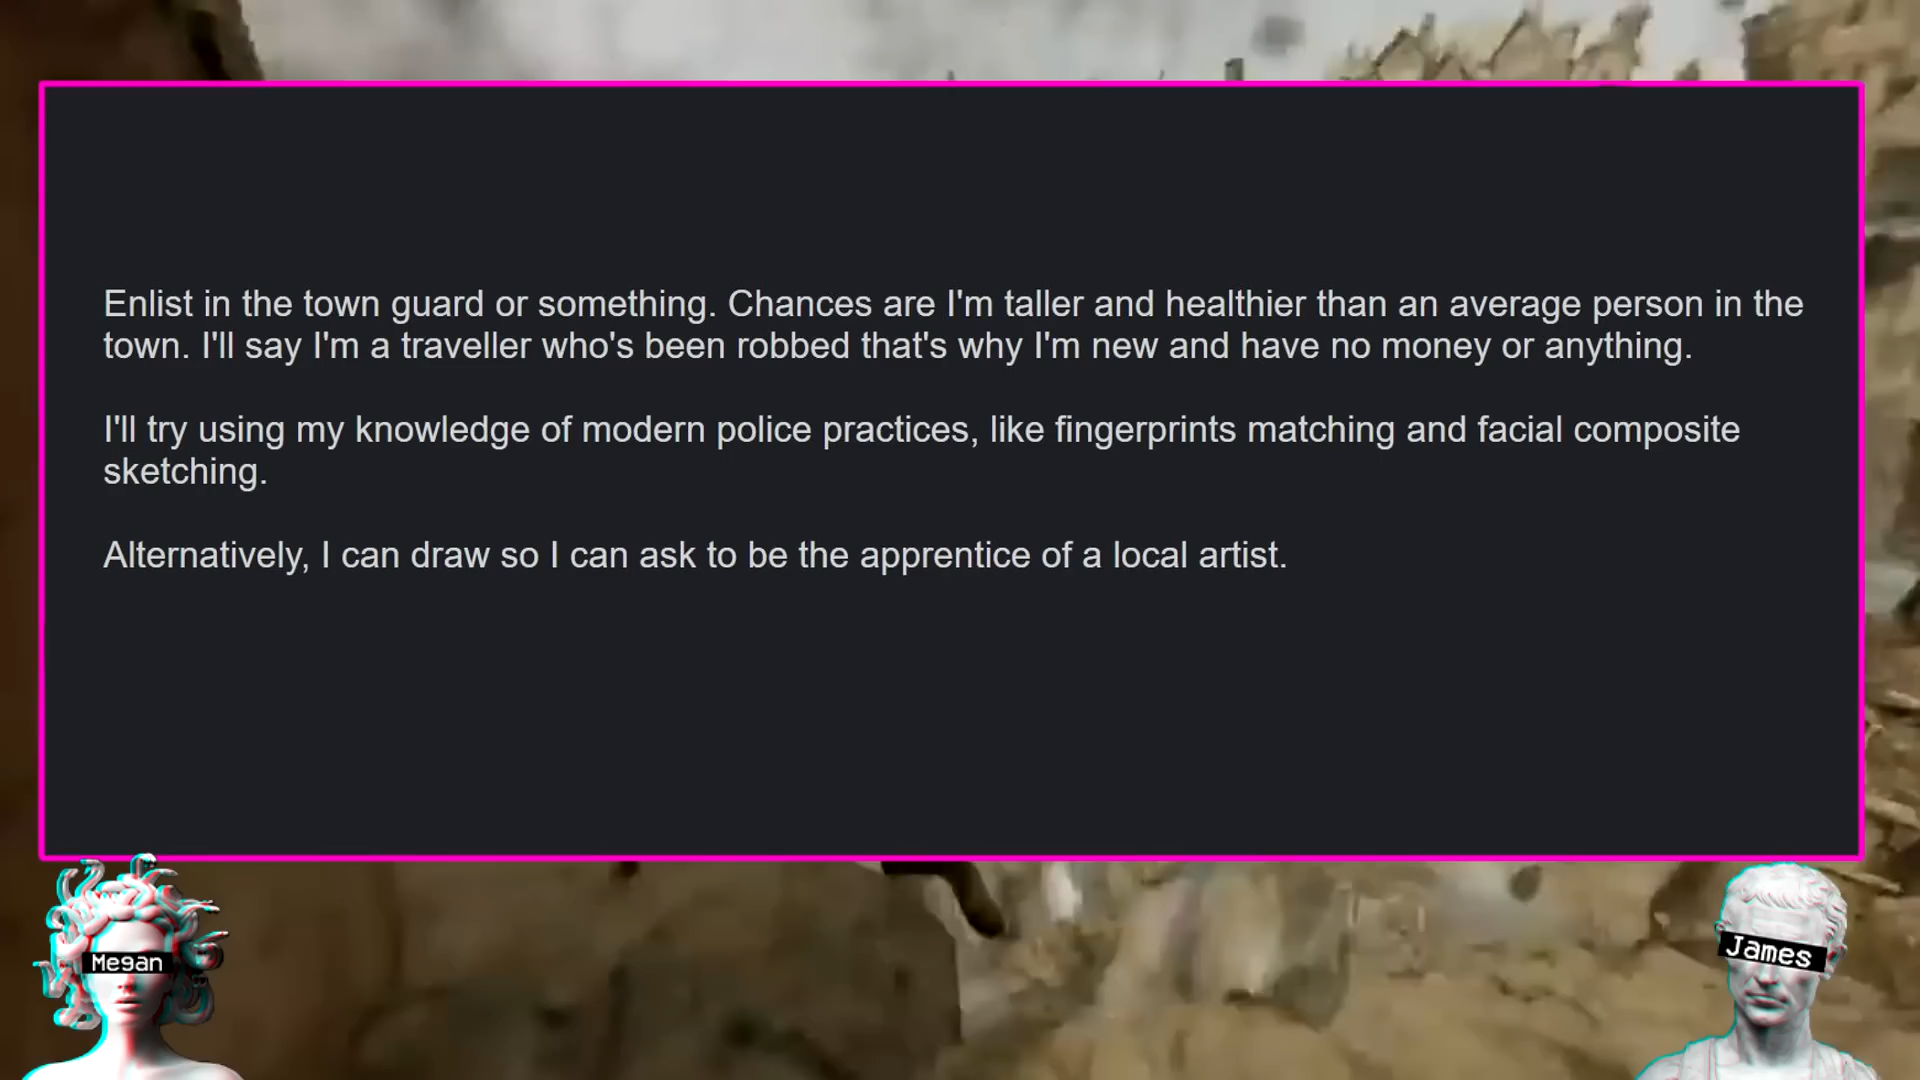 Enlist in the town guard or something. Chances are I'm taller and healthier than an average person in the
town. I'll say I'm a traveller who's been robbed that's why I'm new and have no money or anything.
I'll try using my knowledge of modern police practices, like fingerprints matching and facial composite
sketching.
Alternatively, I can draw so I can ask to be the apprentice of a local artist.
Megan
James